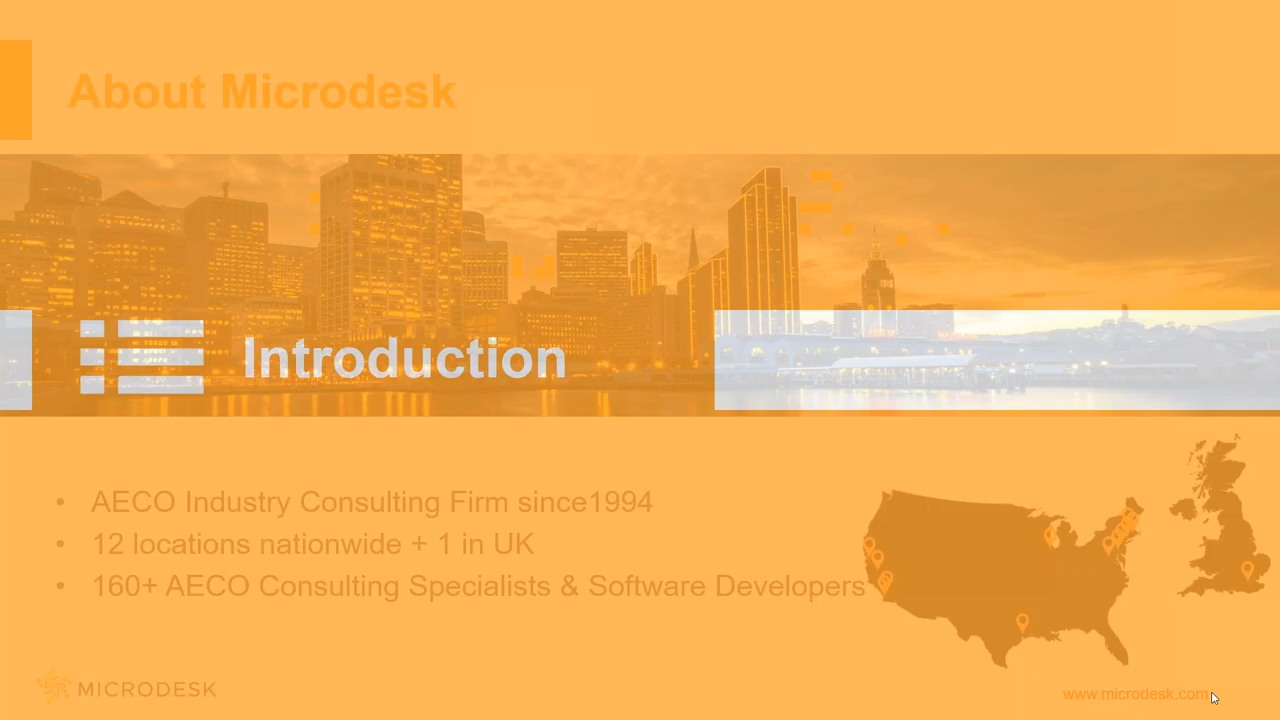 About Microdesk
Introduction
• AECO Industry Consulting Firm since1994
• 12 locations nationwide + 1 in UK
• 160+ AECO Consulting Specialists & Software Developers
MICRODESK
www.microdesk.com